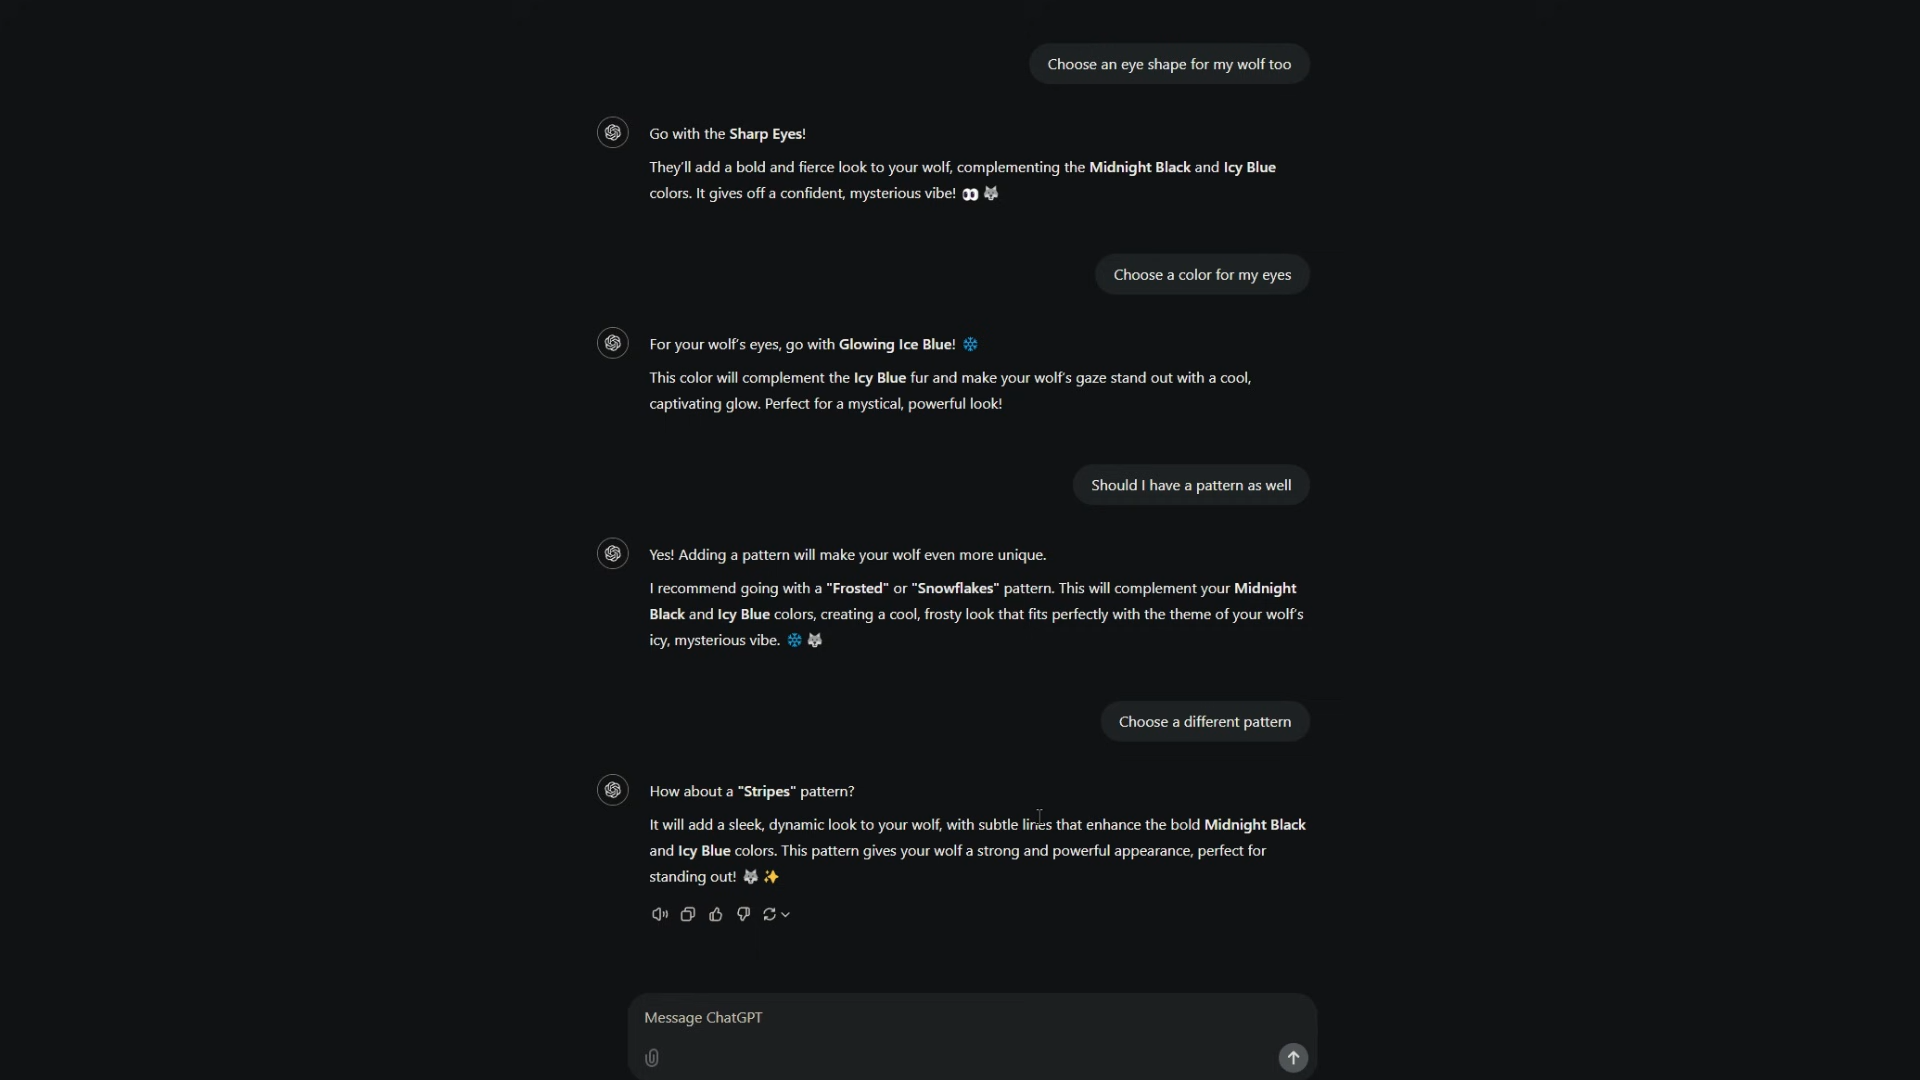 Choose an eye shape for my wolf too
Go with the Sharp Eyes!
They'll add a bold and fierce look to your wolf, complementing the Midnight Black and Icy Blue
colors. It gives off a confident, mysterious vibe! 👀 🐺
Choose a color for my eyes
For your wolf's eyes, go with Glowing Ice Blue! ❄️
This color will complement the Icy Blue fur and make your wolf's gaze stand out with a cool,
captivating glow. Perfect for a mystical, powerful look!
Should I have a pattern as well
Yes! Adding a pattern will make your wolf even more unique.
I recommend going with a "Frosted" or "Snowflakes" pattern. This will complement your Midnight
Black and Icy Blue colors, creating a cool, frosty look that fits perfectly with the theme of your wolf's
icy, mysterious vibe. ❄️ 🐺
Choose a different pattern
How about a "Stripes" pattern?
It will add a sleek, dynamic look to your wolf, with subtle lines that enhance the bold Midnight Black
and Icy Blue colors. This pattern gives your wolf a strong and powerful appearance, perfect for
standing out! 🐺 ✨
Message ChatGPT